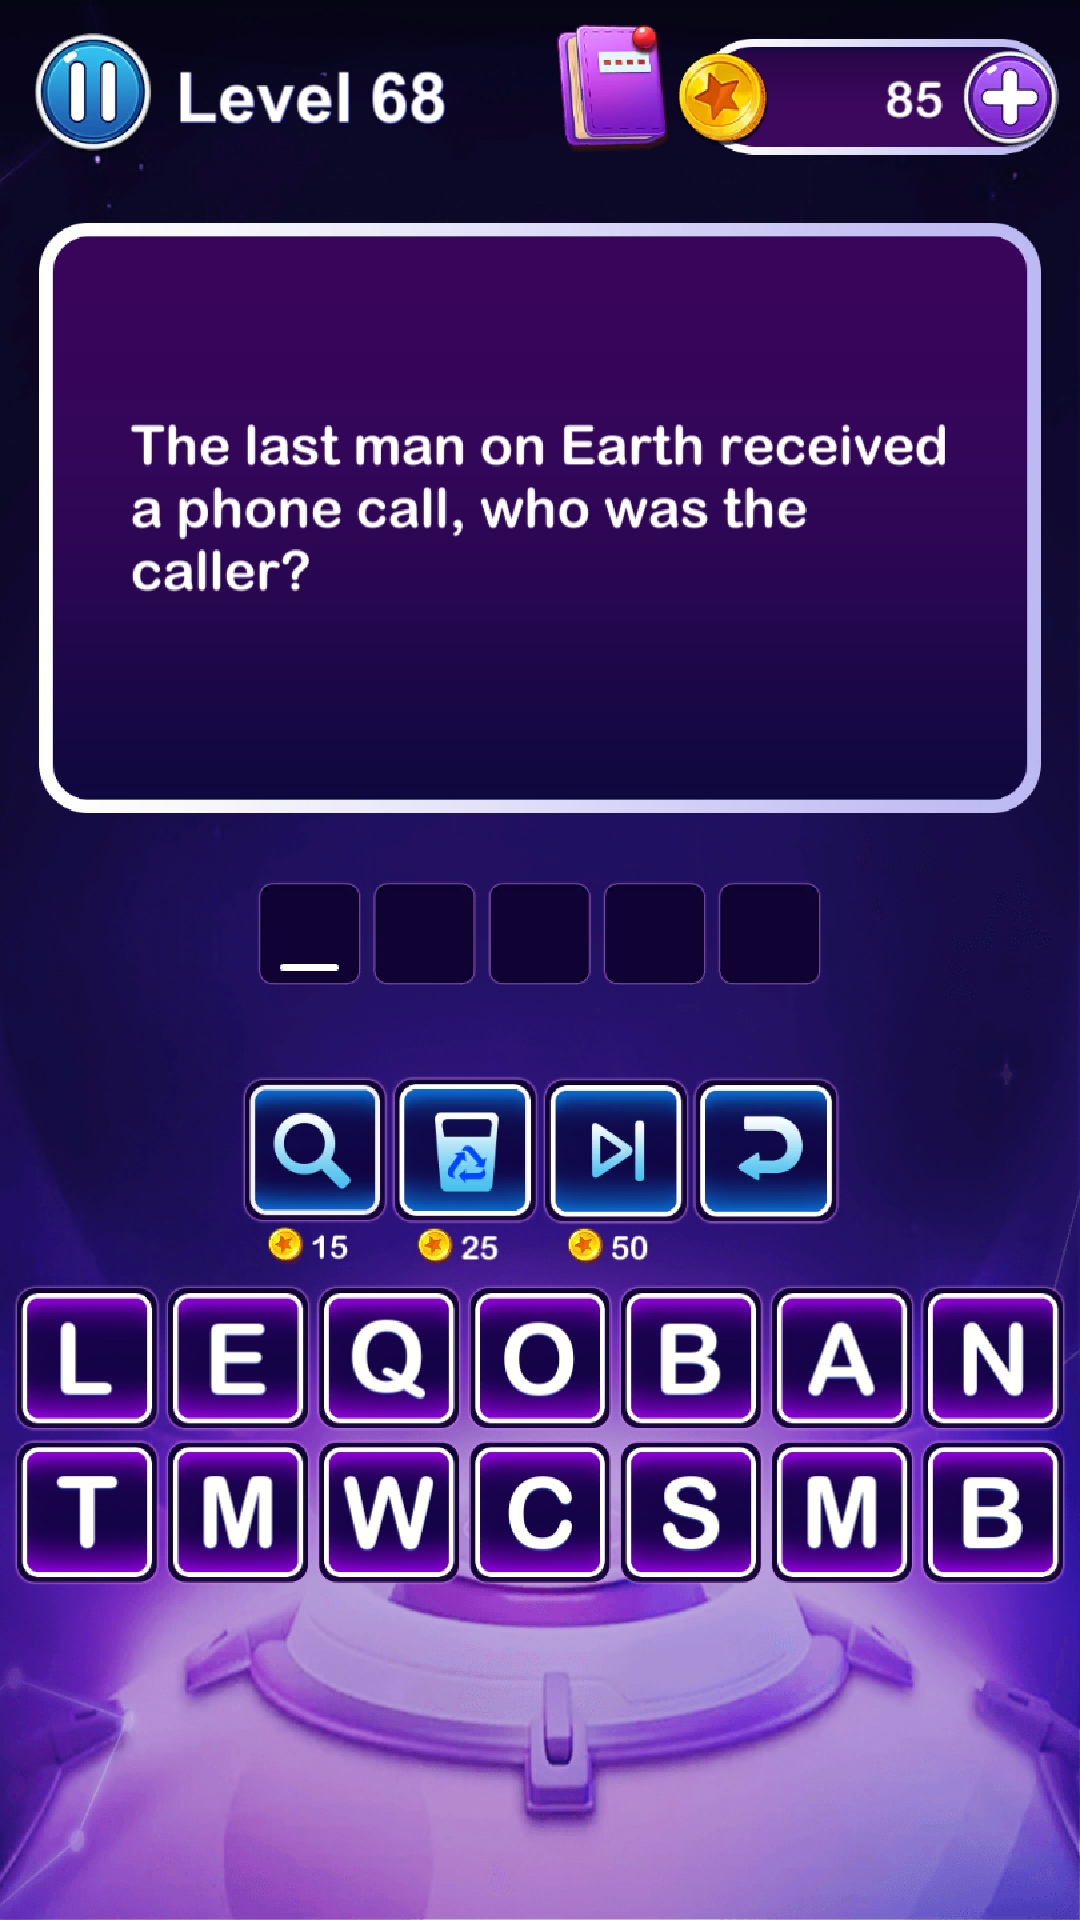 Level 68
85
The last man on Earth received
a phone call, who was the
caller?
15 25 50
L E Q O B A N
T M W C S M B